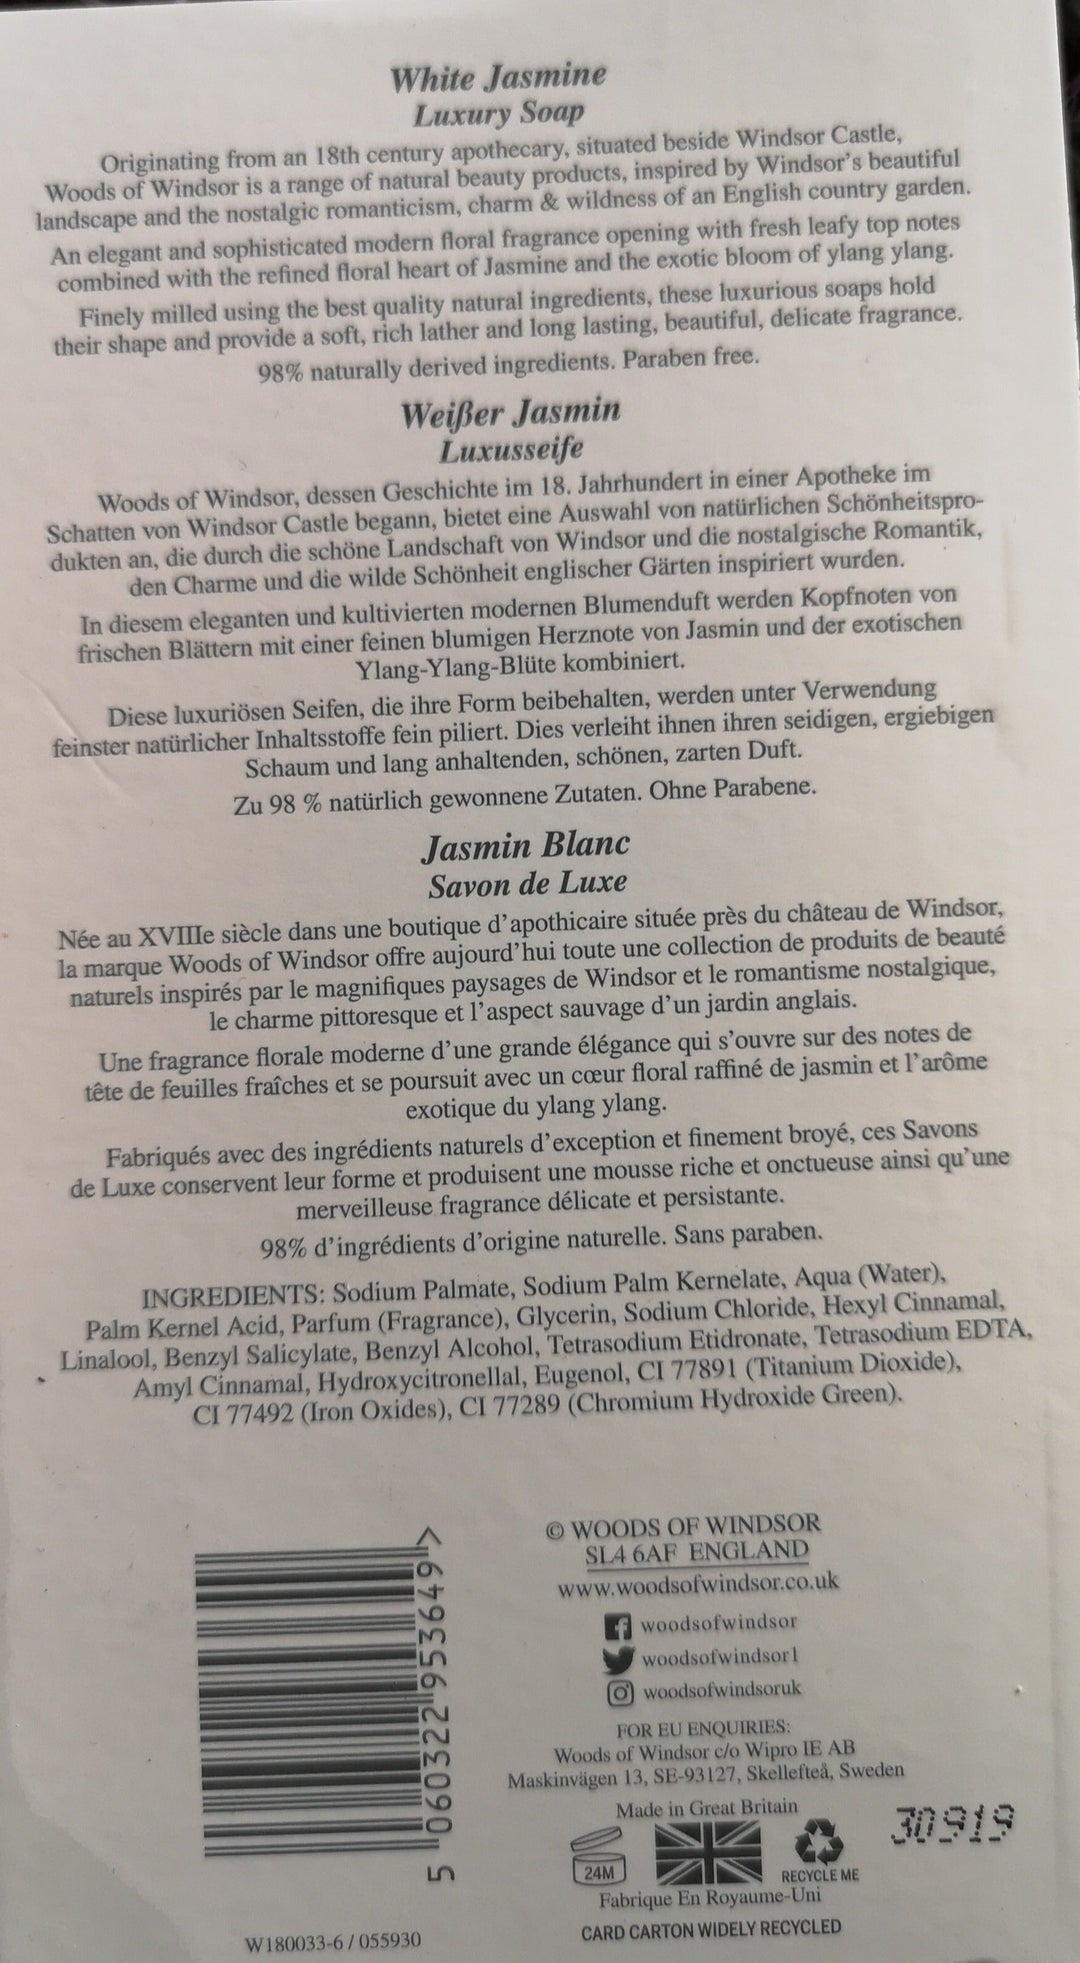 White Jasmine
Luxury Soap
Originating from an 18th century apothecary, situated beside Windsor Castle,
Woods of Windsor is a range of natural beauty products, inspired by Windsor's beautiful
landscape and the nostalgic romanticism, charm & wildness of an English country garden.
An elegant and sophisticated modern floral fragrance opening with fresh leafy top notes
combined with the refined floral heart of Jasmine and the exotic bloom of ylang ylang.
Finely milled using the best quality natural ingredients, these luxurious soaps hold
their shape and provide a soft, rich lather and long lasting, beautiful, delicate fragrance.
98% naturally derived ingredients. Paraben free.
Weißer Jasmin
Luxusseife
Woods of Windsor, dessen Geschichte im 18. Jahrhundert in einer Apotheke im
Schatten von Windsor Castle begann, bietet eine Auswahl von natürlichen Schönheitspro-
dukten an, die durch die schöne Landschaft von Windsor und die nostalgische Romantik,
den Charme und die wilde Schönheit englischer Gärten inspiriert wurden.
In diesem eleganten und kultivierten modernen Blumenduft werden Kopfnoten von
frischen Blättern mit einer feinen blumigen Herznote von Jasmin und der exotischen
Ylang-Ylang-Blüte kombiniert.
Diese luxuriösen Seifen, die ihre Form beibehalten, werden unter Verwendung
feinster natürlicher Inhaltsstoffe fein piliert. Dies verleiht ihnen ihren seidigen, ergiebigen
Schaum und lang anhaltenden, schönen, zarten Duft.
Zu 98 % natürlich gewonnene Zutaten. Ohne Parabene.
Jasmin Blanc
Savon de Luxe
Née au XVIIIe siècle dans une boutique d'apothicaire située près du château de Windsor,
la marque Woods of Windsor offre aujourd'hui toute une collection de produits de beauté
naturels inspirés par le magnifiques paysages de Windsor et le romantisme nostalgique,
le charme pittoresque et l'aspect sauvage d'un jardin anglais.
Une fragrance florale moderne d'une grande élégance qui s'ouvre sur des notes de
tête de feuilles fraîches et se poursuit avec un cœur floral raffiné de jasmin et l'arôme
exotique du ylang ylang.
Fabriqués avec des ingrédients naturels d'exception et finement broyé, ces Savons
de Luxe conservent leur forme et produisent une mousse riche et onctueuse ainsi qu'une
merveilleuse fragrance délicate et persistante.
98% d'ingrédients d'origine naturelle. Sans paraben.
INGREDIENTS: Sodium Palmate, Sodium Palm Kernelate, Aqua (Water),
Palm Kernel Acid, Parfum (Fragrance), Glycerin, Sodium Chloride, Hexyl Cinnamal,
Linalool, Benzyl Salicylate, Benzyl Alcohol, Tetrasodium Etidronate, Tetrasodium EDTA,
Amyl Cinnamal, Hydroxycitronellal, Eugenol, CI 77891 (Titanium Dioxide),
CI 77492 (Iron Oxides), CI 77289 (Chromium Hydroxide Green).
5 060322 953649 >
© WOODS OF WINDSOR
SL4 6AF ENGLAND
www.woodsofwindsor.co.uk
woodsofwindsor
woodsofwindsor1
woodsofwindsoruk
FOR EU ENQUIRIES:
Woods of Windsor c/o Wipro IE AB
Maskinvägen 13, SE-93127, Skellefteå, Sweden
Made in Great Britain
30919
24M
RECYCLE ME
Fabrique En Royaume-Uni
CARD CARTON WIDELY RECYCLED
W180033-6 / 055930